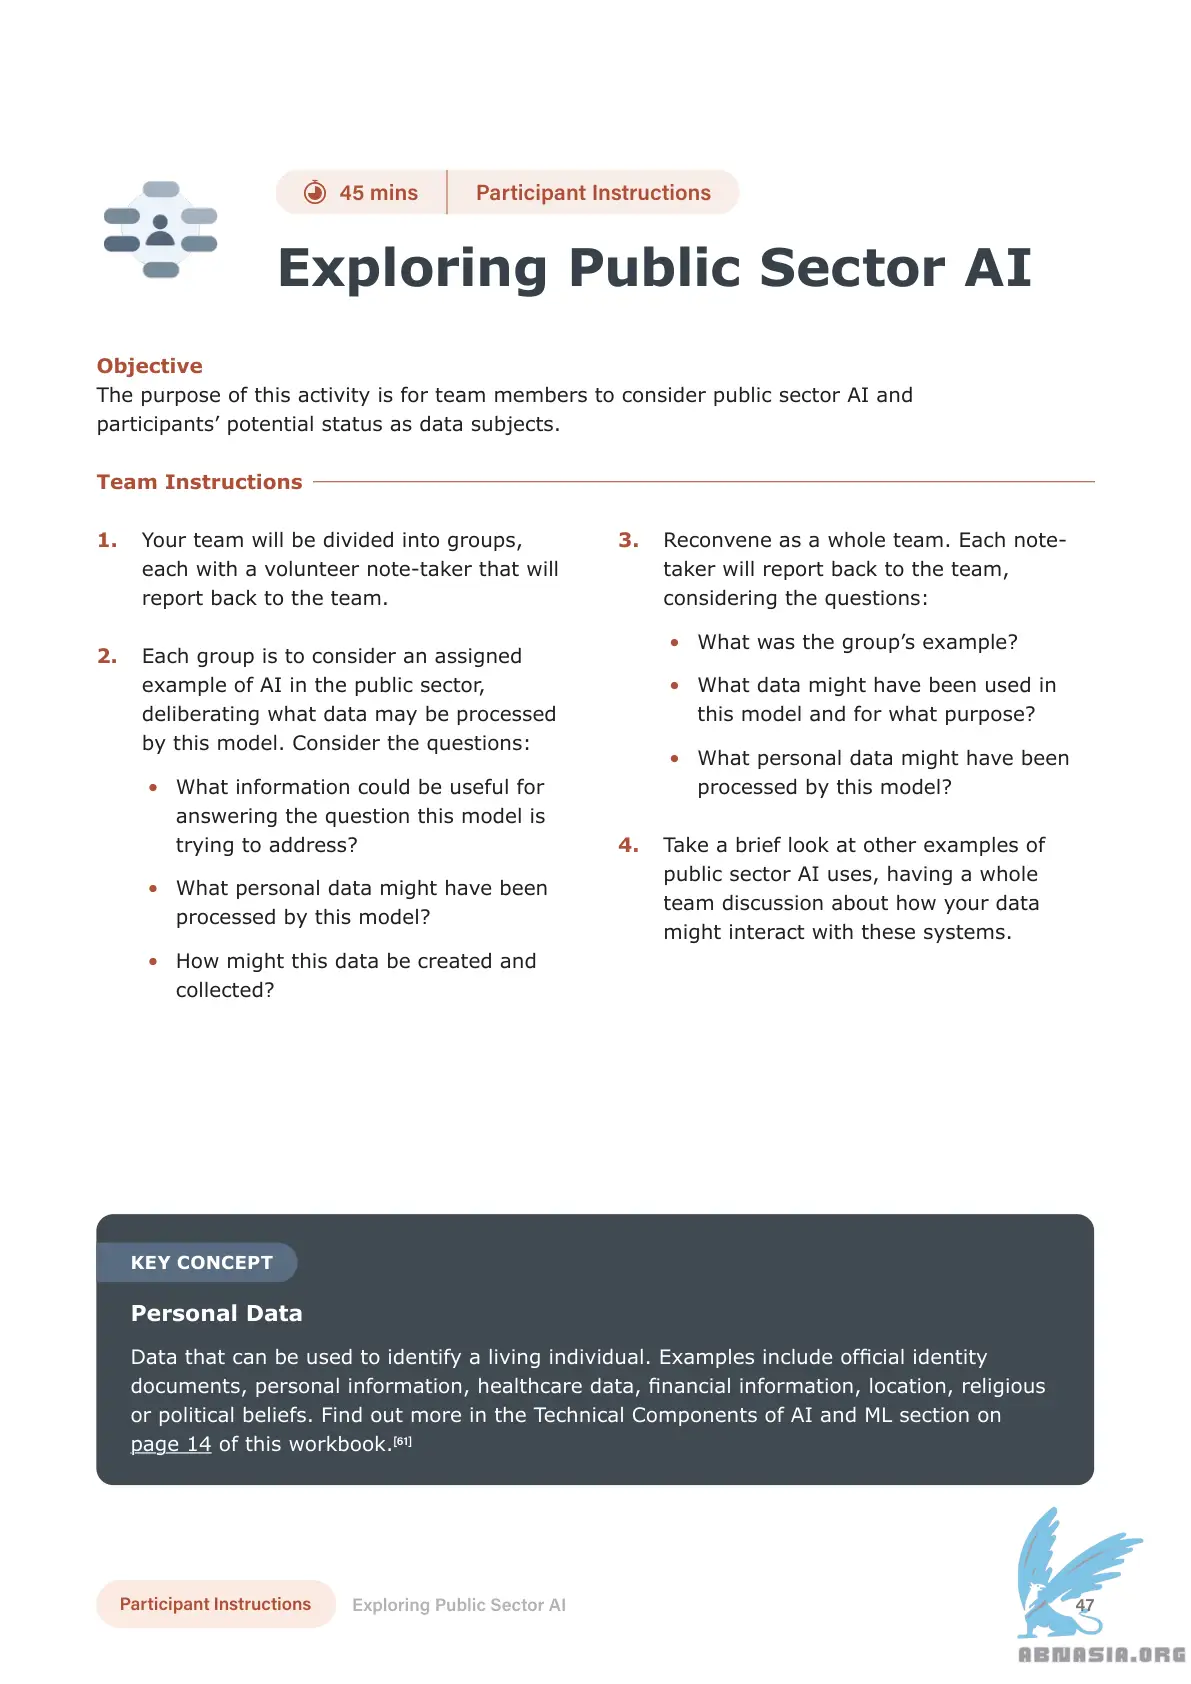 45 mins
Participant Instructions
Exploring Public Sector AI
Objective
The purpose of this activity is for team members to consider public sector AI and
participants’ potential status as data subjects.
Team Instructions
1. Your team will be divided into groups,
each with a volunteer note-taker that will
report back to the team.
2. Each group is to consider an assigned
example of AI in the public sector,
deliberating what data may be processed
by this model. Consider the questions:
• What information could be useful for
answering the question this model is
trying to address?
• What personal data might have been
processed by this model?
• How might this data be created and
collected?
3. Reconvene as a whole team. Each note-
taker will report back to the team,
considering the questions:
• What was the group’s example?
• What data might have been used in
this model and for what purpose?
• What personal data might have been
processed by this model?
4. Take a brief look at other examples of
public sector AI uses, having a whole
team discussion about how your data
might interact with these systems.
KEY CONCEPT
Personal Data
Data that can be used to identify a living individual. Examples include official identity
documents, personal information, healthcare data, financial information, location, religious
or political beliefs. Find out more in the Technical Components of AI and ML section on
page 14 of this workbook.[61]
Participant Instructions
Exploring Public Sector AI
47
ABNASIA.ORG